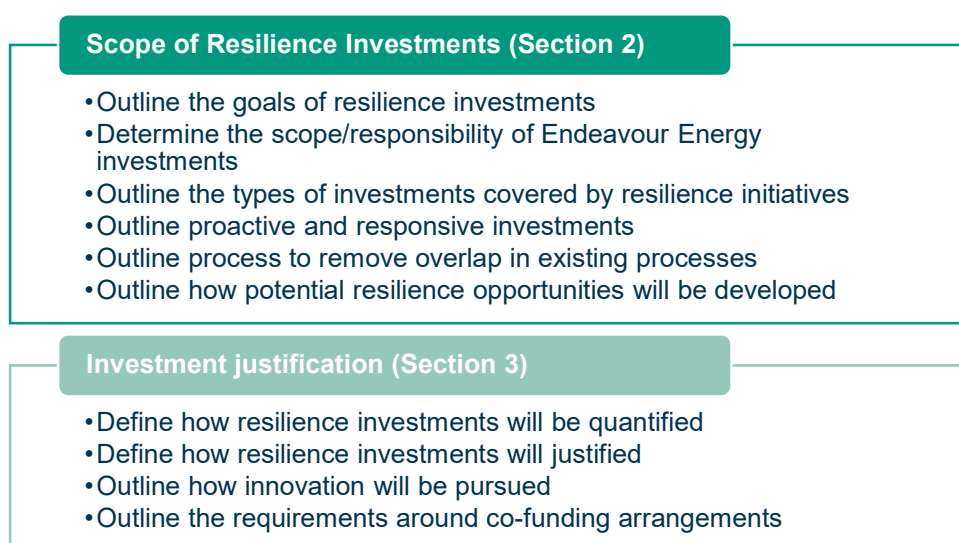 Scope of Resilience Investments (Section 2)
•Outline the goals of resilience investments
•Determine the scope/responsibility of Endeavour Energy
investments
•Outline the types of investments covered by resilience initiatives
•Outline proactive and responsive investments
•Outline process to remove overlap in existing processes
•Outline how potential resilience opportunities will be developed
Investment justification (Section 3)
•Define how resilience investments will be quantified
•Define how resilience investments will justified
•Outline how innovation will be pursued
•Outline the requirements around co-funding arrangements